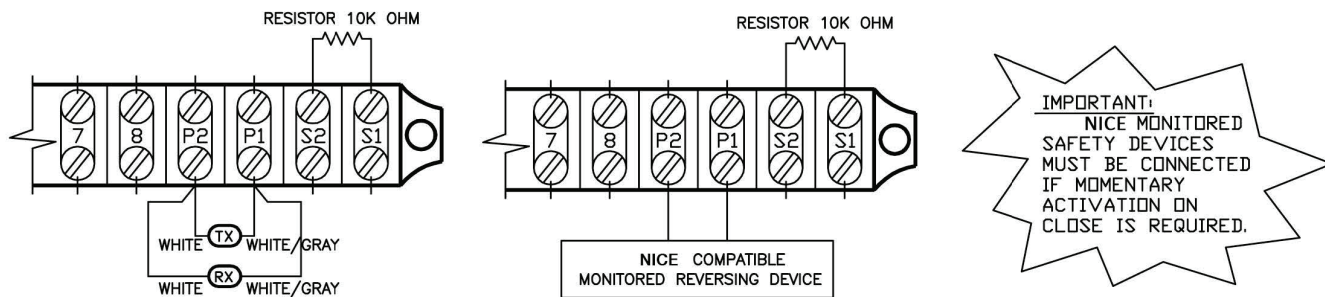 RESISTOR 10K OHM
7 8 P2 P1 S2 S1
WHITE TX WHITE/GRAY
WHITE RX WHITE/GRAY
RESISTOR 10K OHM
7 8 P2 P1 S2 S1
NICE COMPATIBLE
MONITORED REVERSING DEVICE
IMPORTANT:
NICE MONITORED
SAFETY DEVICES
MUST BE CONNECTED
IF MOMENTARY
ACTIVATION ON
CLOSE IS REQUIRED.